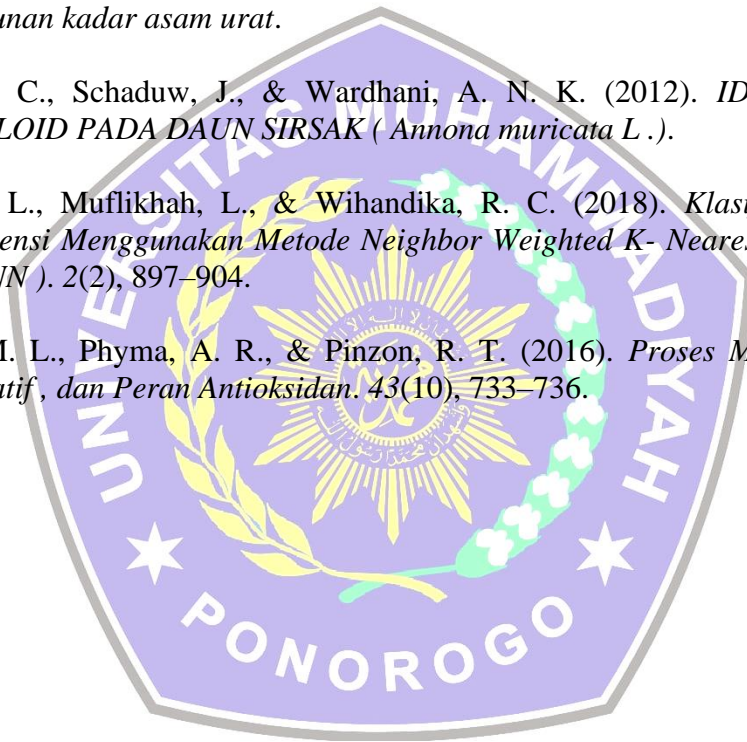 unan kadar asam urat.
C., Schaduw, J., & Wardhani, A. N. K. (2012). ID
LOID PADA DAUN SIRSAK ( Annona muricata L .).
L., Muflikhah, L., & Wihandika, R. C. (2018). Klasi
ensi Menggunakan Metode Neighbor Weighted K- Neares
N ). 2(2), 897–904.
M. L., Phyma, A. R., & Pinzon, R. T. (2016). Proses M
atif , dan Peran Antioksidan. 43(10), 733–736.
UNIVERSITAS MUHAMMADIYAH
PONOROGO